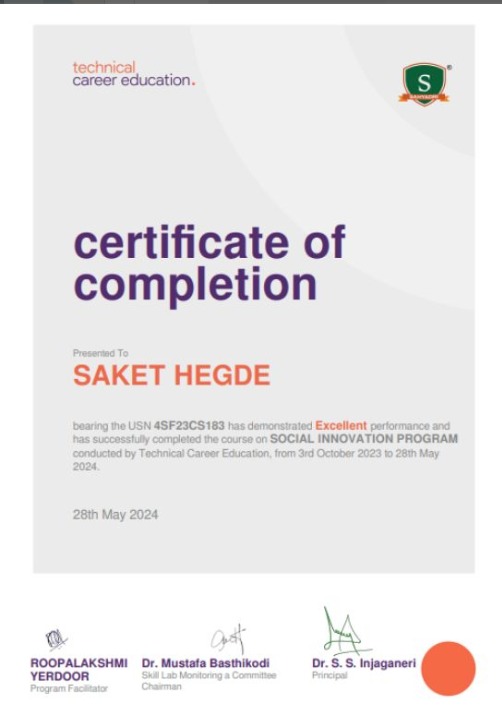 technical
career education.
S
SAHYADRI
®
certificate of
completion
Presented To
SAKET HEGDE
bearing the USN 4SF23CS183 has demonstrated Excellent performance and
has successfully completed the course on SOCIAL INNOVATION PROGRAM
conducted by Technical Career Education, from 3rd October 2023 to 28th May
2024.
28th May 2024
ROOPALAKSHMI
YERDOOR
Program Facilitator
Dr. Mustafa Basthikodi
Skill Lab Monitoring a Committee
Chairman
Dr. S. S. Injaganeri
Principal